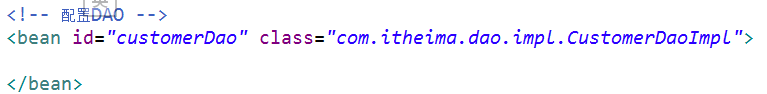 <!-- 配置DAO -->
<bean id="customerDao" class="com.itheima.dao.impl.CustomerDaoImpl">
</bean>